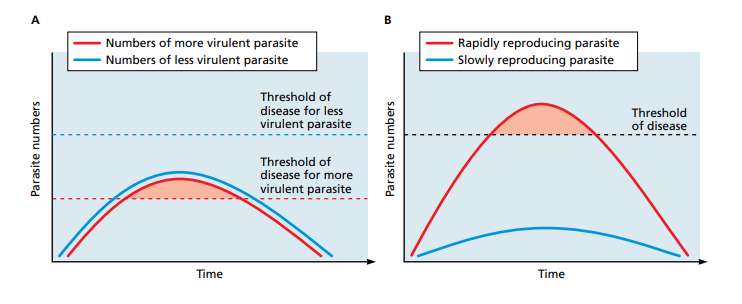 A
Numbers of more virulent parasite
Numbers of less virulent parasite
Threshold of
disease for less
virulent parasite
Threshold of
disease for more
virulent parasite
Parasite numbers
Time
B
Rapidly reproducing parasite
Slowly reproducing parasite
Threshold
of disease
Parasite numbers
Time